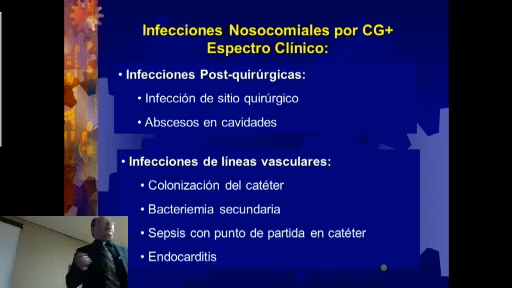 Infecciones Nosocomiales por CG+
Espectro Clínico:
• Infecciones Post-quirúrgicas:
• Infección de sitio quirúrgico
• Abscesos en cavidades
• Infecciones de líneas vasculares:
• Colonización del catéter
• Bacteriemia secundaria
• Sepsis con punto de partida en catéter
• Endocarditis